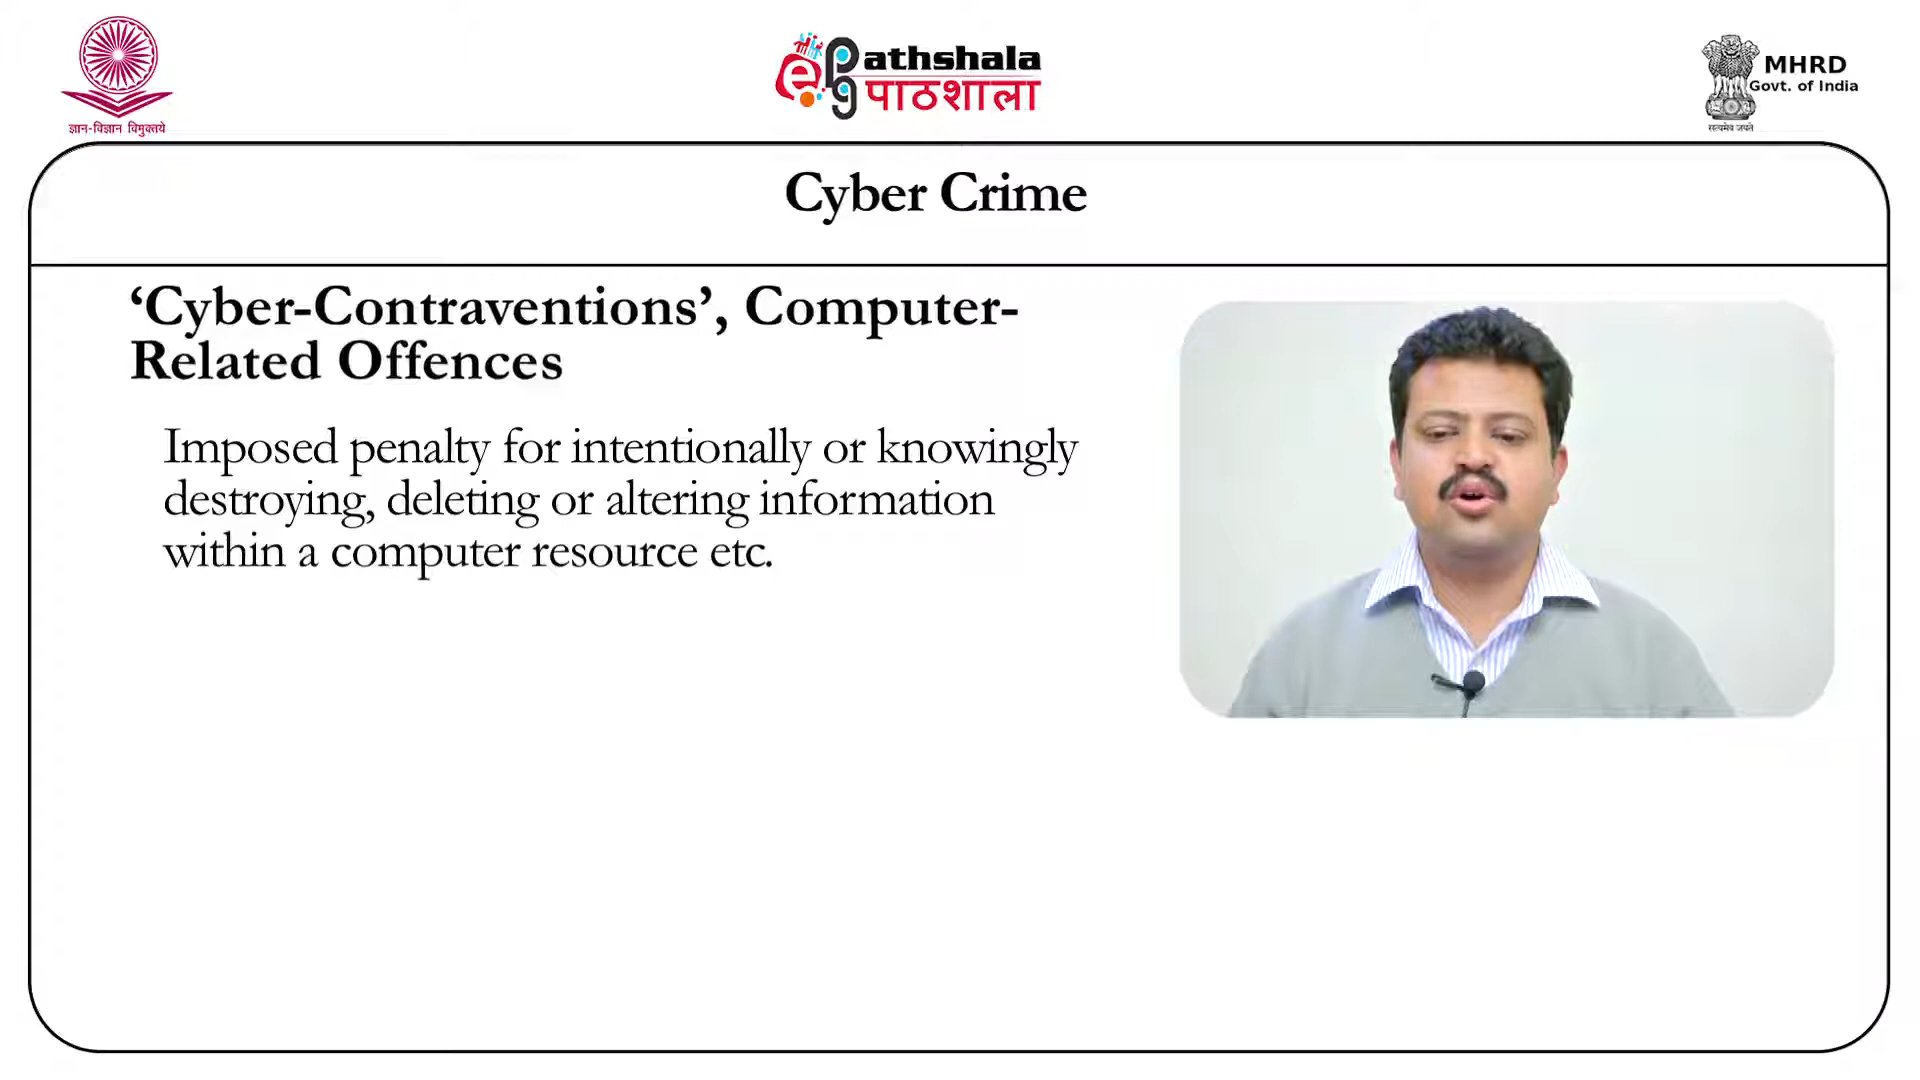 ज्ञान-विज्ञान विमुक्तये
ePathshala
पाठशाला
MHRD
Govt. of India
सत्यमेव जयते
Cyber Crime
‘Cyber-Contraventions’, Computer-
Related Offences
Imposed penalty for intentionally or knowingly
destroying, deleting or altering information
within a computer resource etc.